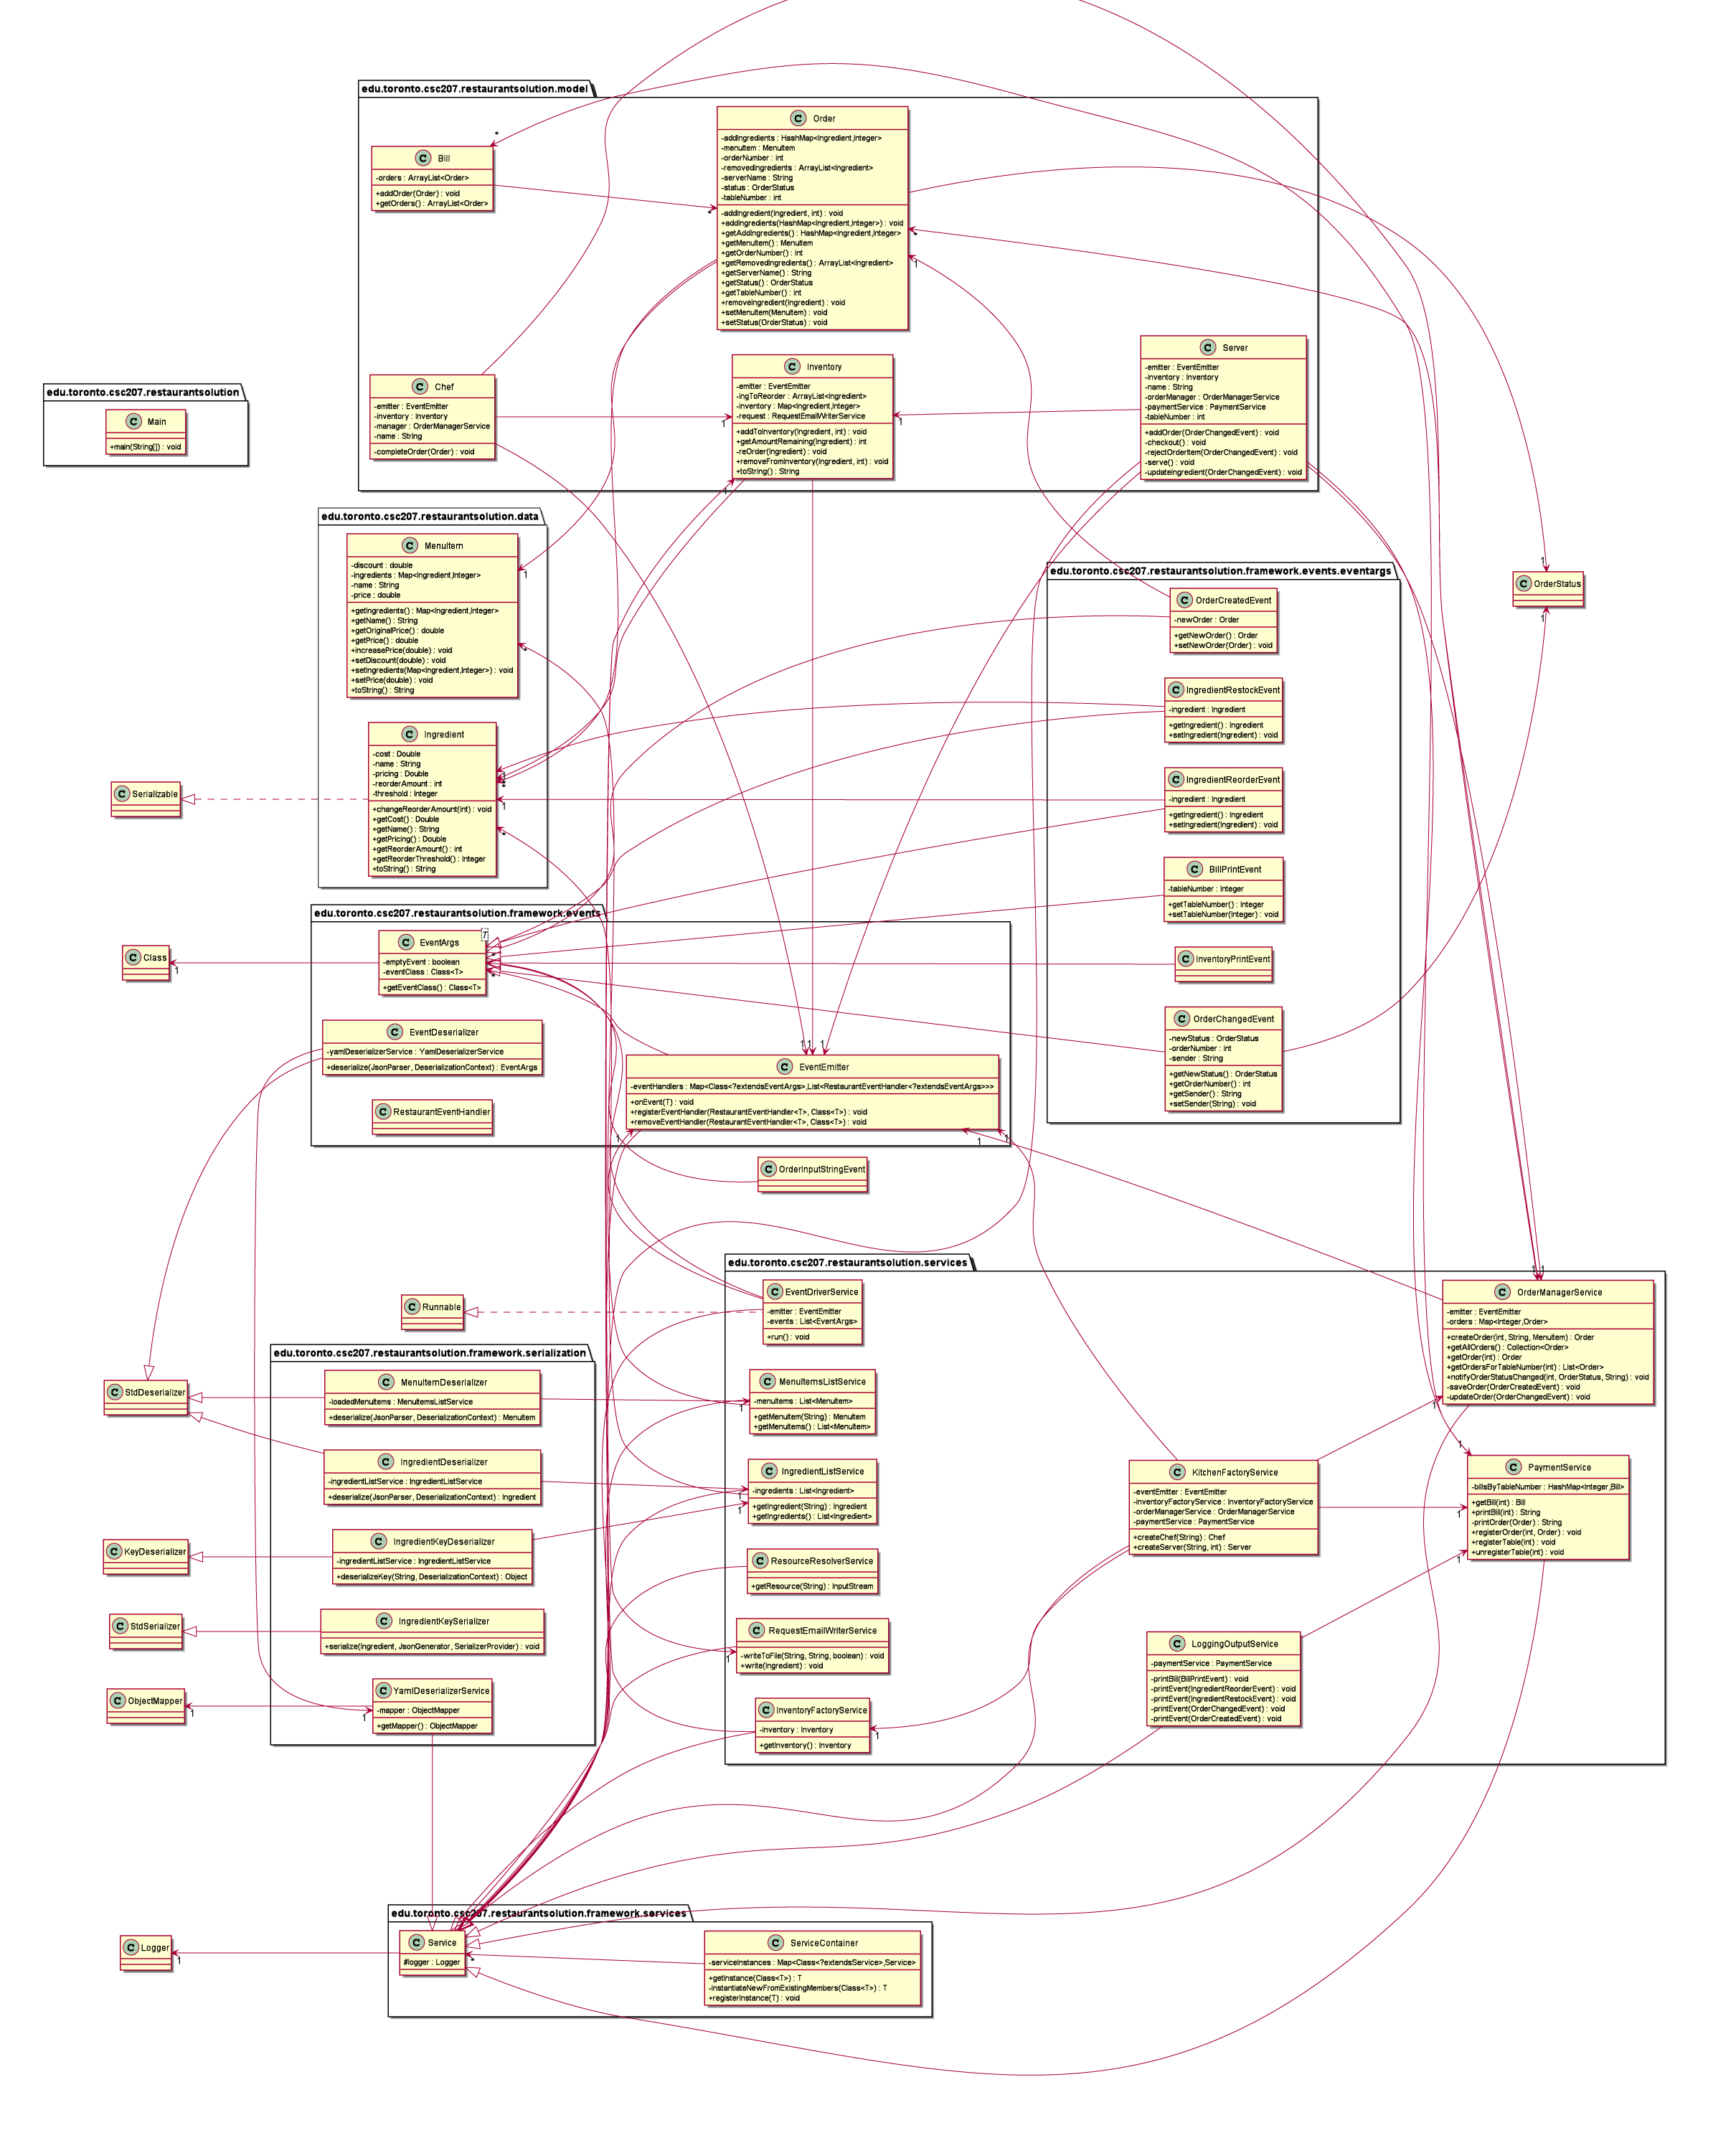 edu.toronto.csc207.restaurantsolution.model
C Order
-addIngredients : HashMap<Ingredient,Integer>
-menuItem : MenuItem
-orderNumber : int
-removedIngredients : ArrayList<Ingredient>
-serverName : String
-status : OrderStatus
-tableNumber : int
-addIngredient(Ingredient, int) : void
+addIngredients(HashMap<Ingredient,Integer>) : void
+getAddIngredients() : HashMap<Ingredient,Integer>
+getMenuItem() : MenuItem
+getOrderNumber() : int
+getRemovedIngredients() : ArrayList<Ingredient>
+getServerName() : String
+getStatus() : OrderStatus
+getTableNumber() : int
+removeIngredient(Ingredient) : void
+setMenuItem(MenuItem) : void
+setStatus(OrderStatus) : void
C Bill
-orders : ArrayList<Order>
+addOrder(Order) : void
+getOrders() : ArrayList<Order>
C Chef
-emitter : EventEmitter
-inventory : Inventory
-manager : OrderManagerService
-name : String
-completeOrder(Order) : void
C Inventory
-emitter : EventEmitter
-ingToReorder : ArrayList<Ingredient>
-inventory : Map<Ingredient,Integer>
-request : RequestEmailWriterService
+addToInventory(Ingredient, int) : void
+getAmountRemaining(Ingredient) : int
-reOrder(Ingredient) : void
+removeFromInventory(Ingredient, int) : void
+toString() : String
C Server
-emitter : EventEmitter
-inventory : Inventory
-name : String
-orderManager : OrderManagerService
-paymentService : PaymentService
-tableNumber : int
+addOrder(OrderChangedEvent) : void
-checkout() : void
-rejectOrderItem(OrderChangedEvent) : void
-serve() : void
-updateIngredient(OrderChangedEvent) : void
edu.toronto.csc207.restaurantsolution
C Main
+main(String[]) : void
edu.toronto.csc207.restaurantsolution.data
C MenuItem
-discount : double
-ingredients : Map<Ingredient,Integer>
-name : String
-price : double
+getIngredients() : Map<Ingredient,Integer>
+getName() : String
+getOriginalPrice() : double
+getPrice() : double
+increasePrice(double) : void
+setDiscount(double) : void
+setIngredients(Map<Ingredient,Integer>) : void
+setPrice(double) : void
+toString() : String
C Ingredient
-cost : Double
-name : String
-pricing : Double
-reorderAmount : int
-threshold : Integer
+changeReorderAmount(int) : void
+getCost() : Double
+getName() : String
+getPricing() : Double
+getReorderAmount() : int
+getReorderThreshold() : Integer
+toString() : String
C Serializable
edu.toronto.csc207.restaurantsolution.framework.events.eventargs
C OrderCreatedEvent
-newOrder : Order
+getNewOrder() : Order
+setNewOrder(Order) : void
C IngredientRestockEvent
-ingredient : Ingredient
+getIngredient() : Ingredient
+setIngredient(Ingredient) : void
C IngredientReorderEvent
-ingredient : Ingredient
+getIngredient() : Ingredient
+setIngredient(Ingredient) : void
C BillPrintEvent
-tableNumber : Integer
+getTableNumber() : Integer
+setTableNumber(Integer) : void
C InventoryPrintEvent
C OrderChangedEvent
-newStatus : OrderStatus
-orderNumber : int
-sender : String
+getNewStatus() : OrderStatus
+getOrderNumber() : int
+getSender() : String
+setSender(String) : void
C OrderStatus
edu.toronto.csc207.restaurantsolution.framework.events
C EventArgs
T
-emptyEvent : boolean
-eventClass : Class<T>
+getEventClass() : Class<T>
C Class
C EventDeserializer
-yamlDeserializerService : YamlDeserializerService
+deserialize(JsonParser, DeserializationContext) : EventArgs
C RestaurantEventHandler
C EventEmitter
-eventHandlers : Map<Class<?extendsEventArgs>,List<RestaurantEventHandler<?extendsEventArgs>>>
+onEvent(T) : void
+registerEventHandler(RestaurantEventHandler<T>, Class<T>) : void
+removeEventHandler(RestaurantEventHandler<T>, Class<T>) : void
C OrderInputStringEvent
C Runnable
edu.toronto.csc207.restaurantsolution.framework.serialization
C StdDeserializer
C MenuItemDeserializer
-loadedMenuItems : MenuItemsListService
+deserialize(JsonParser, DeserializationContext) : MenuItem
C IngredientDeserializer
-ingredientListService : IngredientListService
+deserialize(JsonParser, DeserializationContext) : Ingredient
C KeyDeserializer
C IngredientKeyDeserializer
-ingredientListService : IngredientListService
+deserializeKey(String, DeserializationContext) : Object
C StdSerializer
C IngredientKeySerializer
+serialize(Ingredient, JsonGenerator, SerializerProvider) : void
C ObjectMapper
C YamlDeserializerService
-mapper : ObjectMapper
+getMapper() : ObjectMapper
edu.toronto.csc207.restaurantsolution.services
C EventDriverService
-emitter : EventEmitter
-events : List<EventArgs>
+run() : void
C MenuItemsListService
-menuItems : List<MenuItem>
+getMenuItem(String) : MenuItem
+getMenuItems() : List<MenuItem>
C IngredientListService
-ingredients : List<Ingredient>
+getIngredient(String) : Ingredient
+getIngredients() : List<Ingredient>
C ResourceResolverService
+getResource(String) : InputStream
C RequestEmailWriterService
-writeToFile(String, String, boolean) : void
+write(Ingredient) : void
C InventoryFactoryService
-inventory : Inventory
+getInventory() : Inventory
C KitchenFactoryService
-eventEmitter : EventEmitter
-inventoryFactoryService : InventoryFactoryService
-orderManagerService : OrderManagerService
-paymentService : PaymentService
+createChef(String) : Chef
+createServer(String, int) : Server
C LoggingOutputService
-paymentService : PaymentService
-printBill(BillPrintEvent) : void
-printEvent(IngredientReorderEvent) : void
-printEvent(IngredientRestockEvent) : void
-printEvent(OrderChangedEvent) : void
-printEvent(OrderCreatedEvent) : void
C OrderManagerService
-emitter : EventEmitter
-orders : Map<Integer,Order>
+createOrder(int, String, MenuItem) : Order
+getAllOrders() : Collection<Order>
+getOrder(int) : Order
+getOrdersForTableNumber(int) : List<Order>
+notifyOrderStatusChanged(int, OrderStatus, String) : void
-saveOrder(OrderCreatedEvent) : void
-updateOrder(OrderChangedEvent) : void
C PaymentService
-billsByTableNumber : HashMap<Integer,Bill>
+getBill(int) : Bill
+printBill(int) : String
-printOrder(Order) : String
+registerOrder(int, Order) : void
+registerTable(int) : void
+unregisterTable(int) : void
edu.toronto.csc207.restaurantsolution.framework.services
C Logger
C Service
#logger : Logger
C ServiceContainer
-serviceInstances : Map<Class<?extendsService>,Service>
+getInstance(Class<T>) : T
-instantiateNewFromExistingMembers(Class<T>) : T
+registerInstance(T) : void